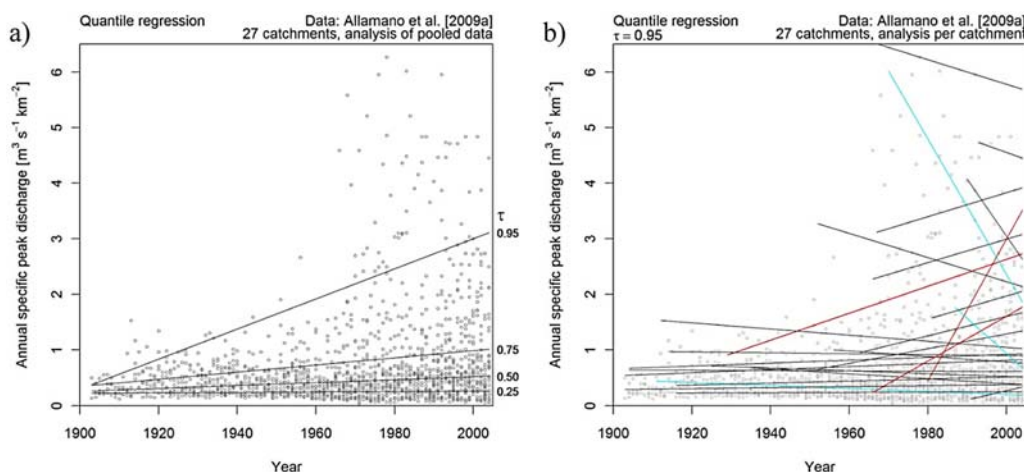 a)
Quantile regression
Data: Allamano et al. [2009a]
27 catchments, analysis of pooled data
Annual specific peak discharge [m³ s⁻¹ km⁻²]
6
5
4
3
2
1
0
τ
0.95
0.75
0.50
0.25
1900 1920 1940 1960 1980 2000
Year
b)
Quantile regression
τ = 0.95
Data: Allamano et al. [2009a]
27 catchments, analysis per catchment
Annual specific peak discharge [m³ s⁻¹ km⁻²]
6
5
4
3
2
1
0
1900 1920 1940 1960 1980 2000
Year